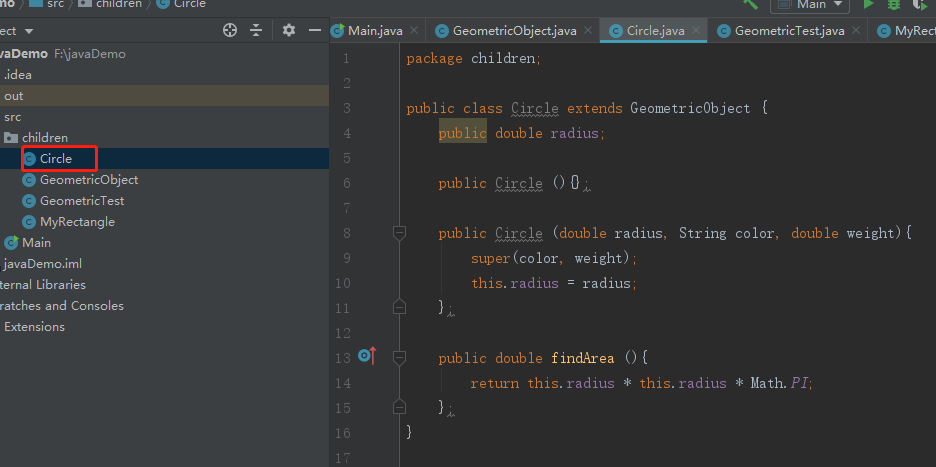 mo src children Circle
Main
ect
Main.java GeometricObject.java Circle.java GeometricTest.java MyRect
vaDemo F:\javaDemo
.idea
out
src
children
Circle
GeometricObject
GeometricTest
MyRectangle
Main
javaDemo.iml
ternal Libraries
ratches and Consoles
Extensions
1 package children;
2
3 public class Circle extends GeometricObject {
4 public double radius;
5
6 public Circle (){};
7
8 public Circle (double radius, String color, double weight){
9 super(color, weight);
10 this.radius = radius;
11 };
12
13 public double findArea (){
14 return this.radius * this.radius * Math.PI;
15 };
16 }
17